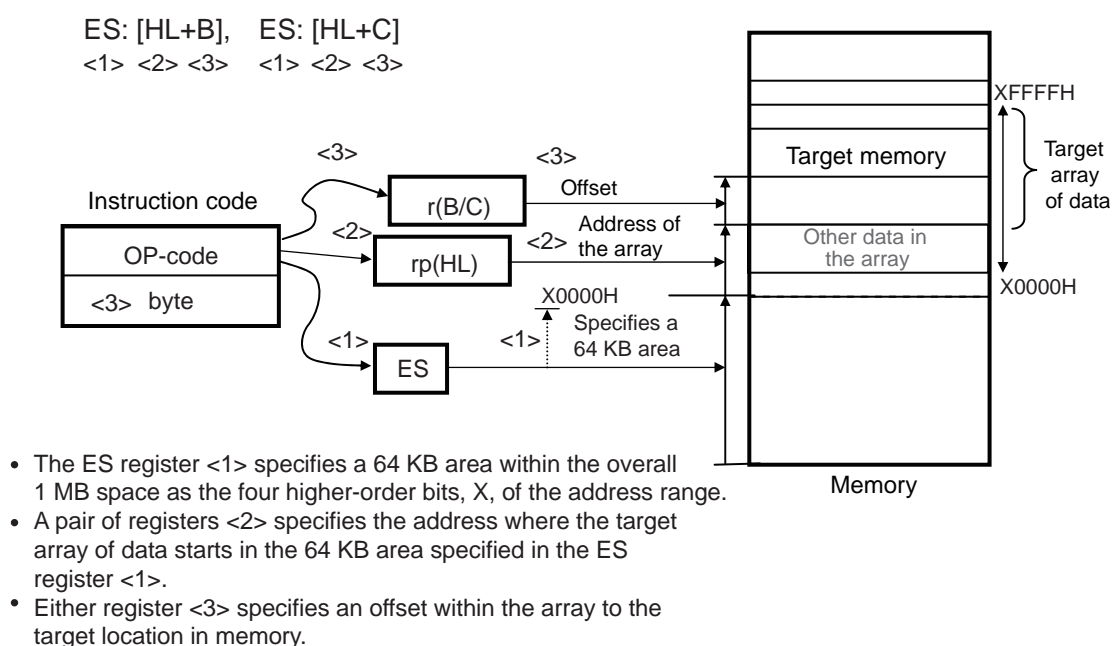 ES: [HL+B], ES: [HL+C]
<1> <2> <3> <1> <2> <3>
XFFFFH
Target memory
Target
array
of data
<3>
<3>
Instruction code
r(B/C)
Offset
OP-code
<2>
rp(HL)
<2>
Address of
the array
Other data in
the array
<3> byte
X0000H
X0000H
<1>
<1>
Specifies a
64 KB area
ES
Memory
• The ES register <1> specifies a 64 KB area within the overall
1 MB space as the four higher-order bits, X, of the address range.
• A pair of registers <2> specifies the address where the target
array of data starts in the 64 KB area specified in the ES
register <1>.
• Either register <3> specifies an offset within the array to the
target location in memory.